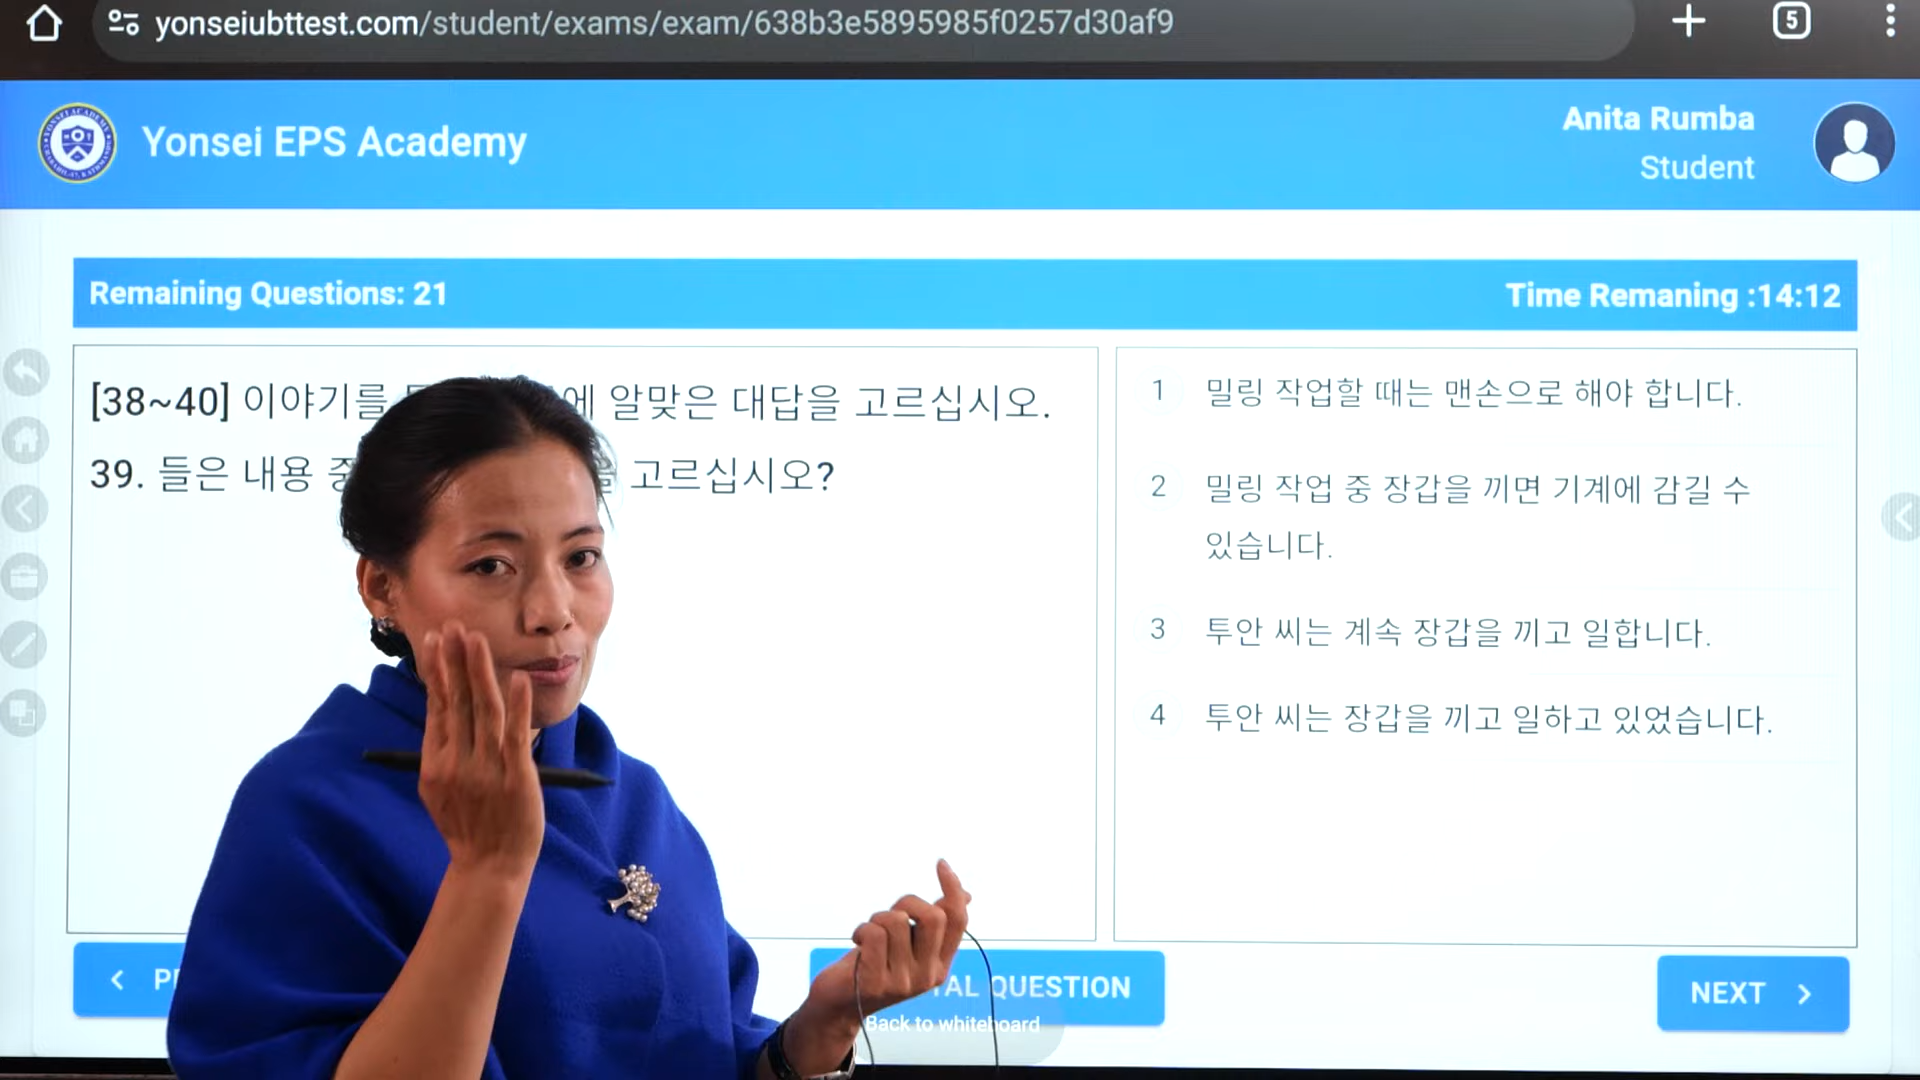 yonseiubttest.com/student/exams/exam/638b3e5895985f0257d30af9
5
Yonsei EPS Academy
Anita Rumba
Student
Remaining Questions: 21
Time Remaning :14:12
[38~40] 이야기를 에 알맞은 대답을 고르십시오.
39. 들은 내용 고르십시오?
1 밀링 작업할 때는 맨손으로 해야 합니다.
2 밀링 작업 중 장갑을 끼면 기계에 감길 수
있습니다.
3 투안 씨는 계속 장갑을 끼고 일합니다.
4 투안 씨는 장갑을 끼고 일하고 있었습니다.
QUESTION
NEXT
Back to whiteboard